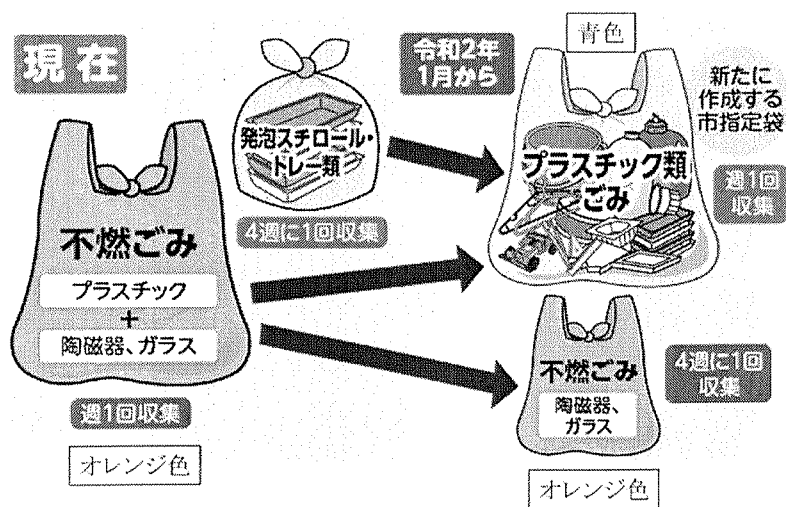 現在
発泡スチロール・
トレー類
4週に1回収集
不燃ごみ
プラスチック
+
陶磁器、ガラス
週1回収集
オレンジ色
令和2年
1月から
青色
新たに
作成する
市指定袋
プラスチック類
ごみ
週1回
収集
不燃ごみ
陶磁器、
ガラス
4週に1回
収集
オレンジ色